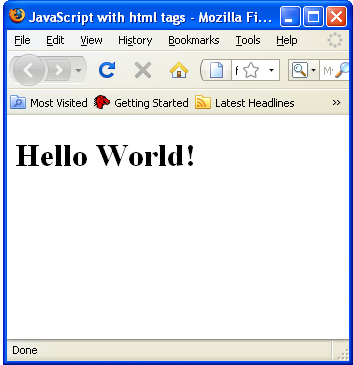 JavaScript with html tags - Mozilla Fi...
File Edit View History Bookmarks Tools Help
Most Visited Getting Started Latest Headlines »
Hello World!
Done